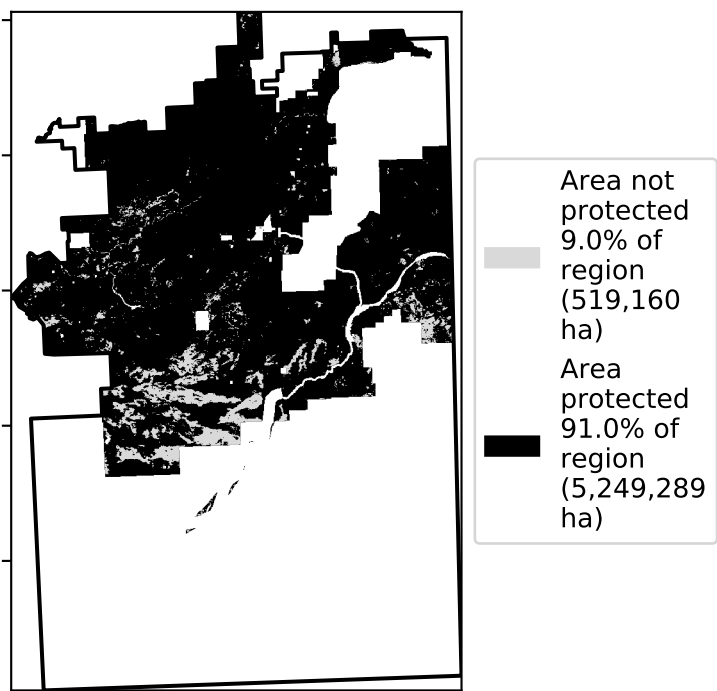 Area not
protected
9.0% of
region
(519,160
ha)
Area
protected
91.0% of
region
(5,249,289
ha)